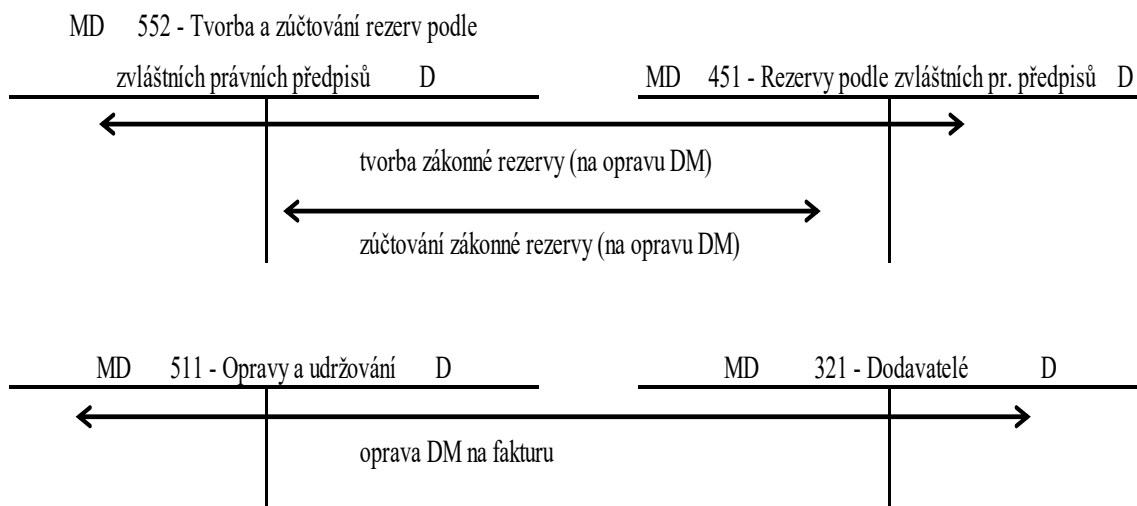 MD 552 - Tvorba a zúčtování rezerv podle
zvláštních právních předpisů D
MD 451 - Rezervy podle zvláštních pr. předpisů D
tvorba zákonné rezervy (na opravu DM)
zúčtování zákonné rezervy (na opravu DM)
MD 511 - Opravy a udržování D
MD 321 - Dodavatelé D
oprava DM na fakturu